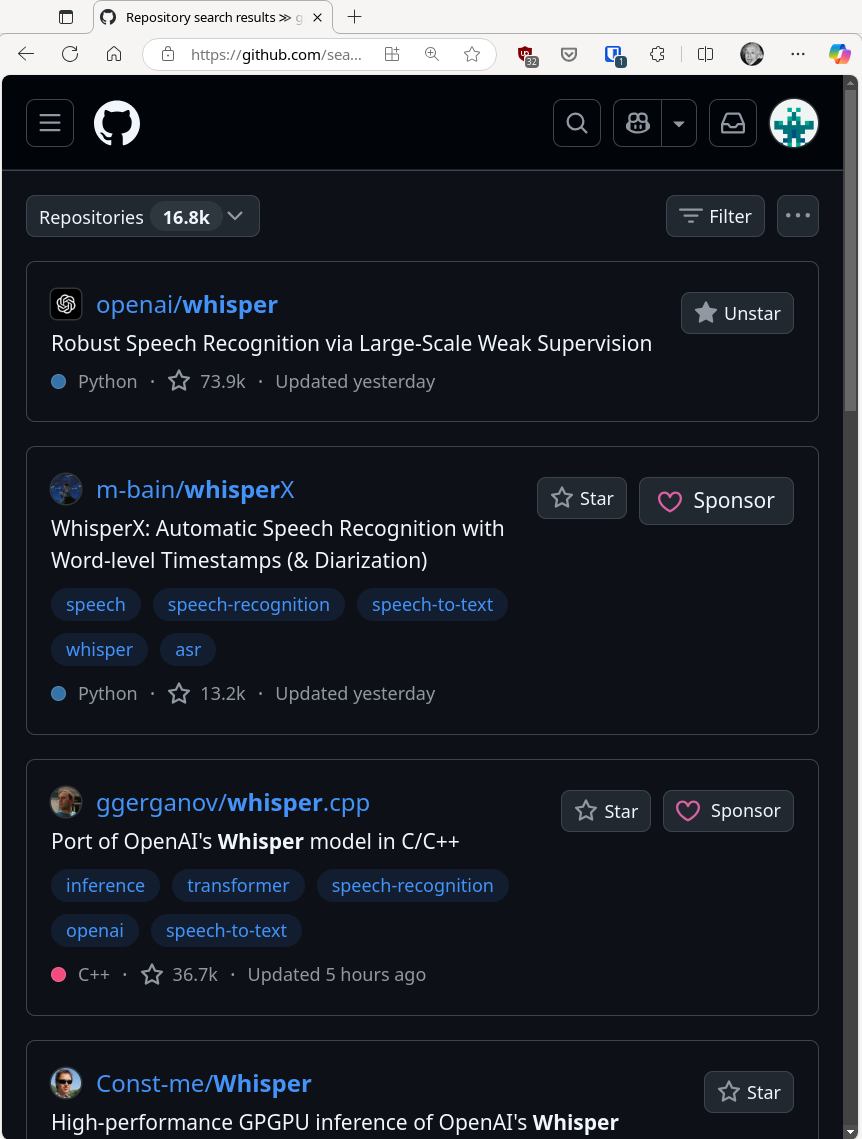 Repository search results ≫ g
https://github.com/sea...
32
1
Repositories 16.8k
Filter
openai/whisper
Unstar
Robust Speech Recognition via Large-Scale Weak Supervision
Python · 73.9k · Updated yesterday
m-bain/whisperX
Star
Sponsor
WhisperX: Automatic Speech Recognition with
Word-level Timestamps (& Diarization)
speech speech-recognition speech-to-text
whisper asr
Python · 13.2k · Updated yesterday
ggerganov/whisper.cpp
Star
Sponsor
Port of OpenAI's Whisper model in C/C++
inference transformer speech-recognition
openai speech-to-text
C++ · 36.7k · Updated 5 hours ago
Const-me/Whisper
Star
High-performance GPGPU inference of OpenAI's Whisper